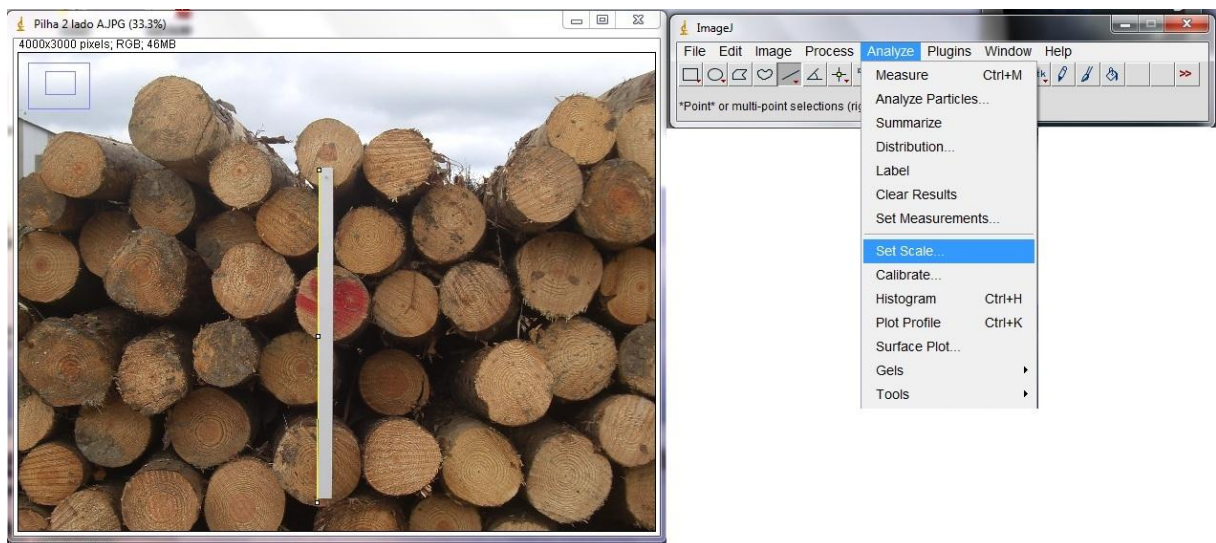 Pilha 2 lado A.JPG (33.3%)
4000x3000 pixels; RGB; 46MB
ImageJ
File Edit Image Process Analyze Plugins Window Help
>>
*Point* or multi-point selections
Measure Ctrl+M
Analyze Particles...
Summarize
Distribution...
Label
Clear Results
Set Measurements...
Set Scale...
Calibrate...
Histogram Ctrl+H
Plot Profile Ctrl+K
Surface Plot...
Gels
Tools